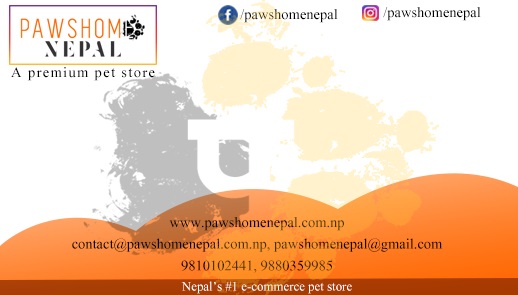 PAWSHOM
NEPAL
A premium pet store
/pawshomenepal
/pawshomenepal
www.pawshomenepal.com.np
contact@pawshomenepal.com.np, pawshomenepal@gmail.com
9810102441, 9880359985
Nepal's #1 e-commerce pet store